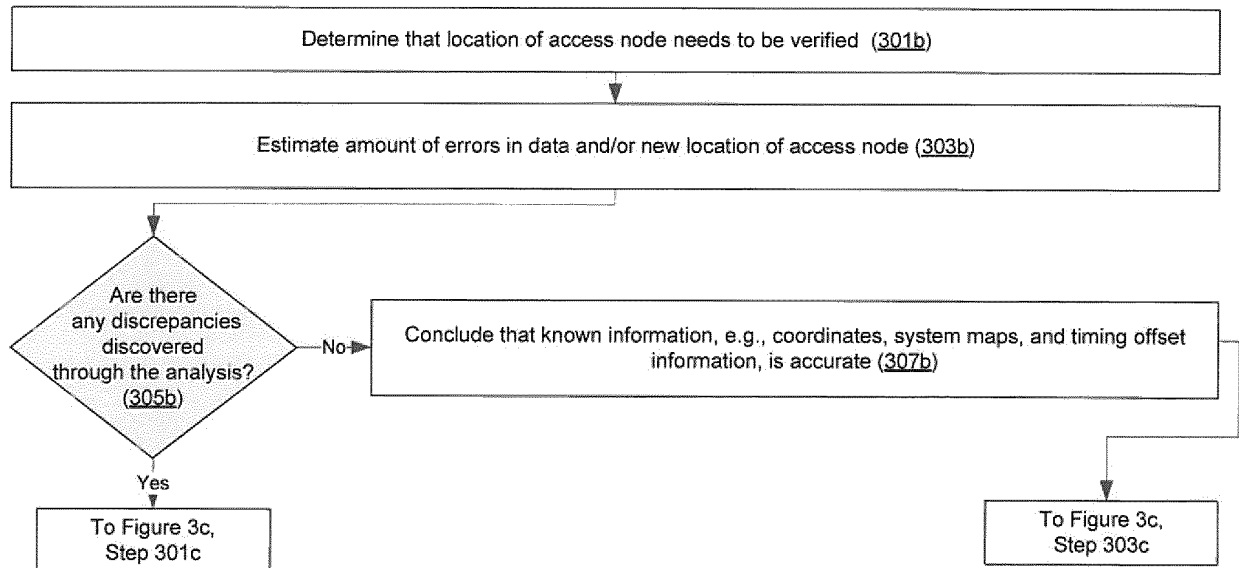 Determine that location of access node needs to be verified (301b)
Estimate amount of errors in data and/or new location of access node (303b)
Are there
any discrepancies
discovered
through the analysis?
(305b)
No
Conclude that known information, e.g., coordinates, system maps, and timing offset
information, is accurate (307b)
Yes
To Figure 3c,
Step 301c
To Figure 3c,
Step 303c